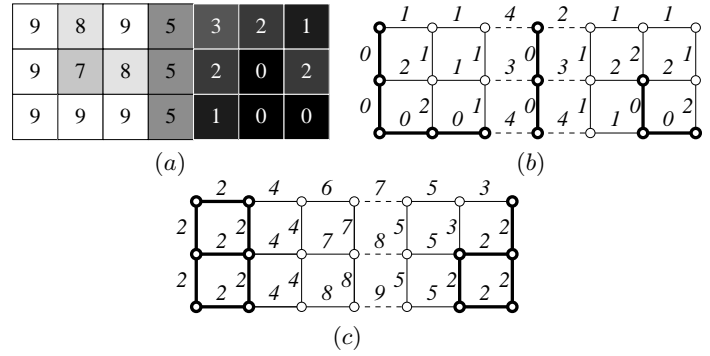 9 8 9 5 3 2 1
9 7 8 5 2 0 2
9 9 9 5 1 0 0
(a)
1 1 4 2 1 1
0 1 1 0 1 2 1
2 1 3 3 2 2
0 2 1 0 1 0 2
0 0 4 4 1 0
(b)
2 4 6 7 5 3
2 2 4 7 5 3 2
2 4 7 8 5 2
2 2 4 8 5 2 2
2 4 8 9 5 2
(c)